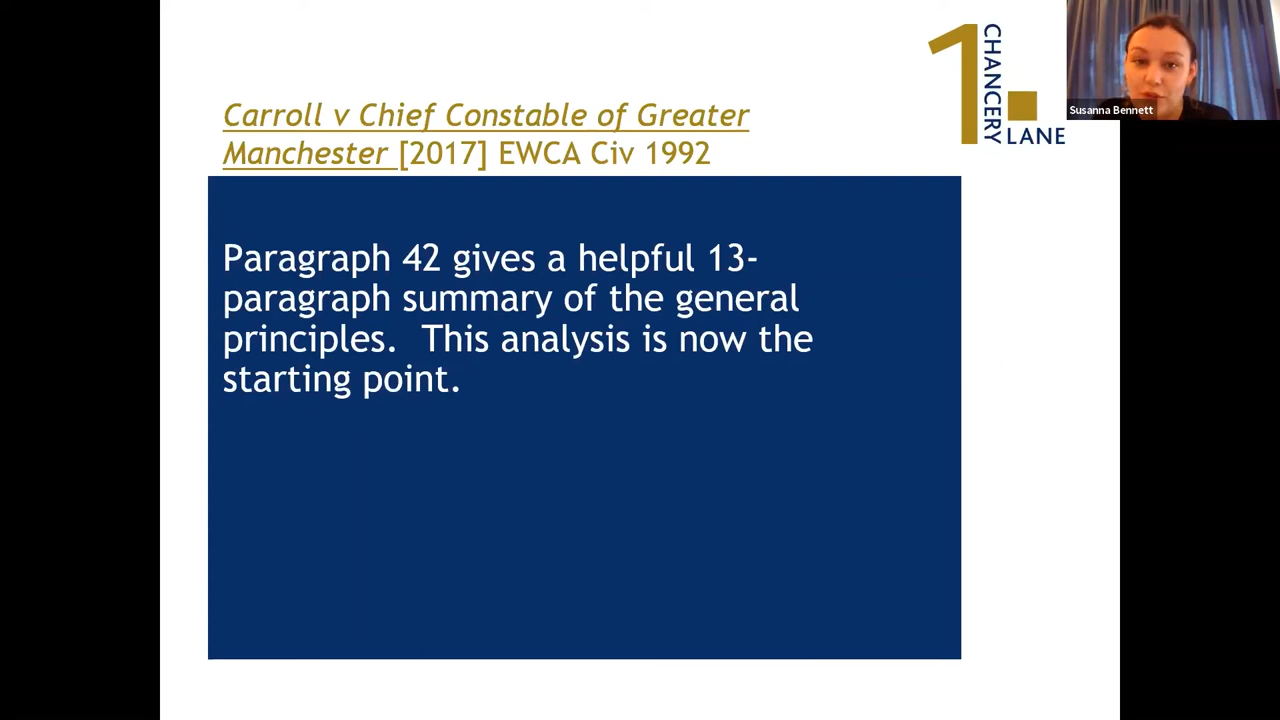 Carroll v Chief Constable of Greater
Manchester [2017] EWCA Civ 1992
Paragraph 42 gives a helpful 13-
paragraph summary of the general
principles.  This analysis is now the
starting point.
1
CHANCERY
LANE
Susanna Bennett